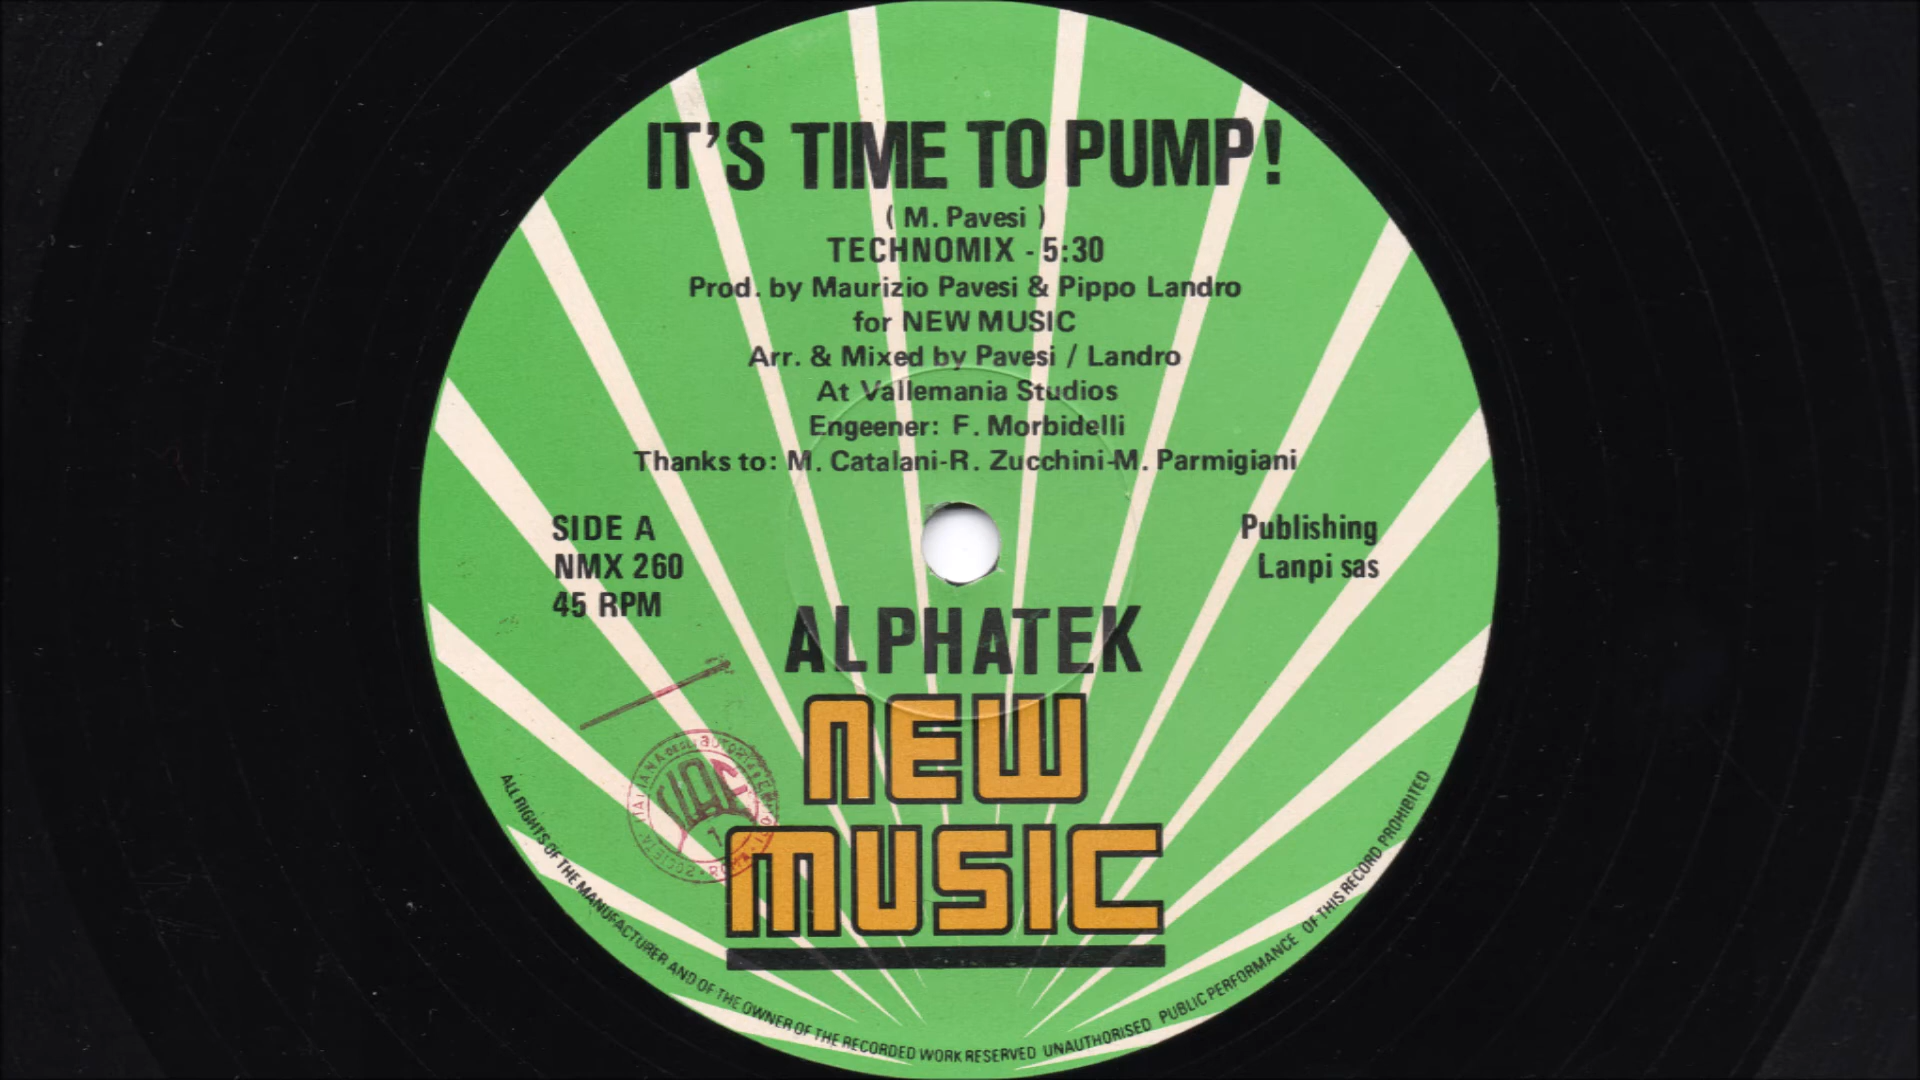 IT'S TIME TO PUMP!
( M. Pavesi )
TECHNOMIX - 5:30
Prod. by Maurizio Pavesi & Pippo Landro
for NEW MUSIC
Arr. & Mixed by Pavesi / Landro
At Vallemania Studios
Engeener: F. Morbidelli
Thanks to: M. Catalani-R. Zucchini-M. Parmigiani
SIDE A
NMX 260
45 RPM
Publishing
Lanpi sas
ALPHATEK
NEW
MUSIC
ALL RIGHTS OF THE MANUFACTURER AND OF THE OWNER OF THE RECORDED WORK RESERVED UNAUTHORISED PUBLIC PERFORMANCE OF THIS RECORD PROHIBITED